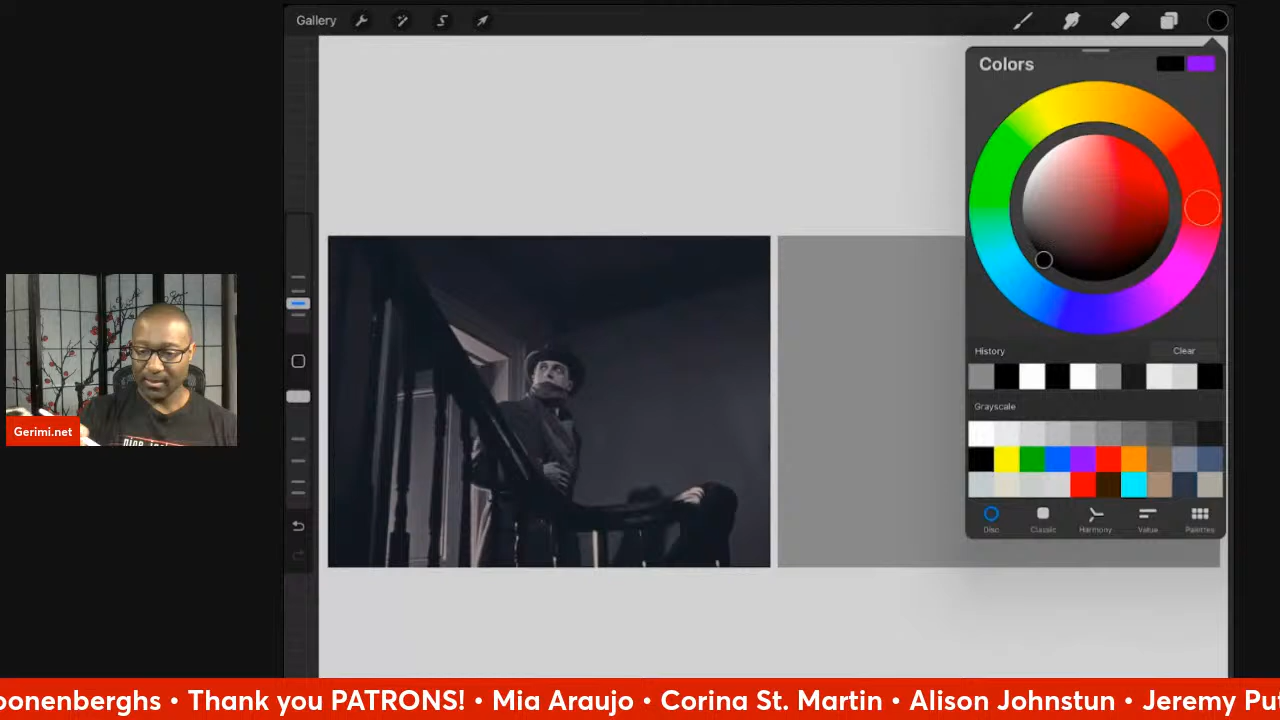 Gallery
Colors
History
Clear
Grayscale
Disc
Classic
Harmony
Value
Palettes
Gerimi.net
oonenberghs • Thank you PATRONS! • Mia Araujo • Corina St. Martin • Alison Johnstun • Jeremy Pu